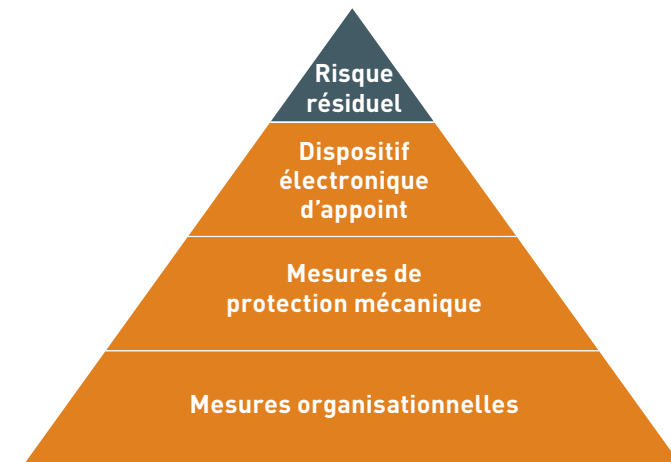 Risque
résiduel
Dispositif
électronique
d’appoint
Mesures de
protection mécanique
Mesures organisationnelles